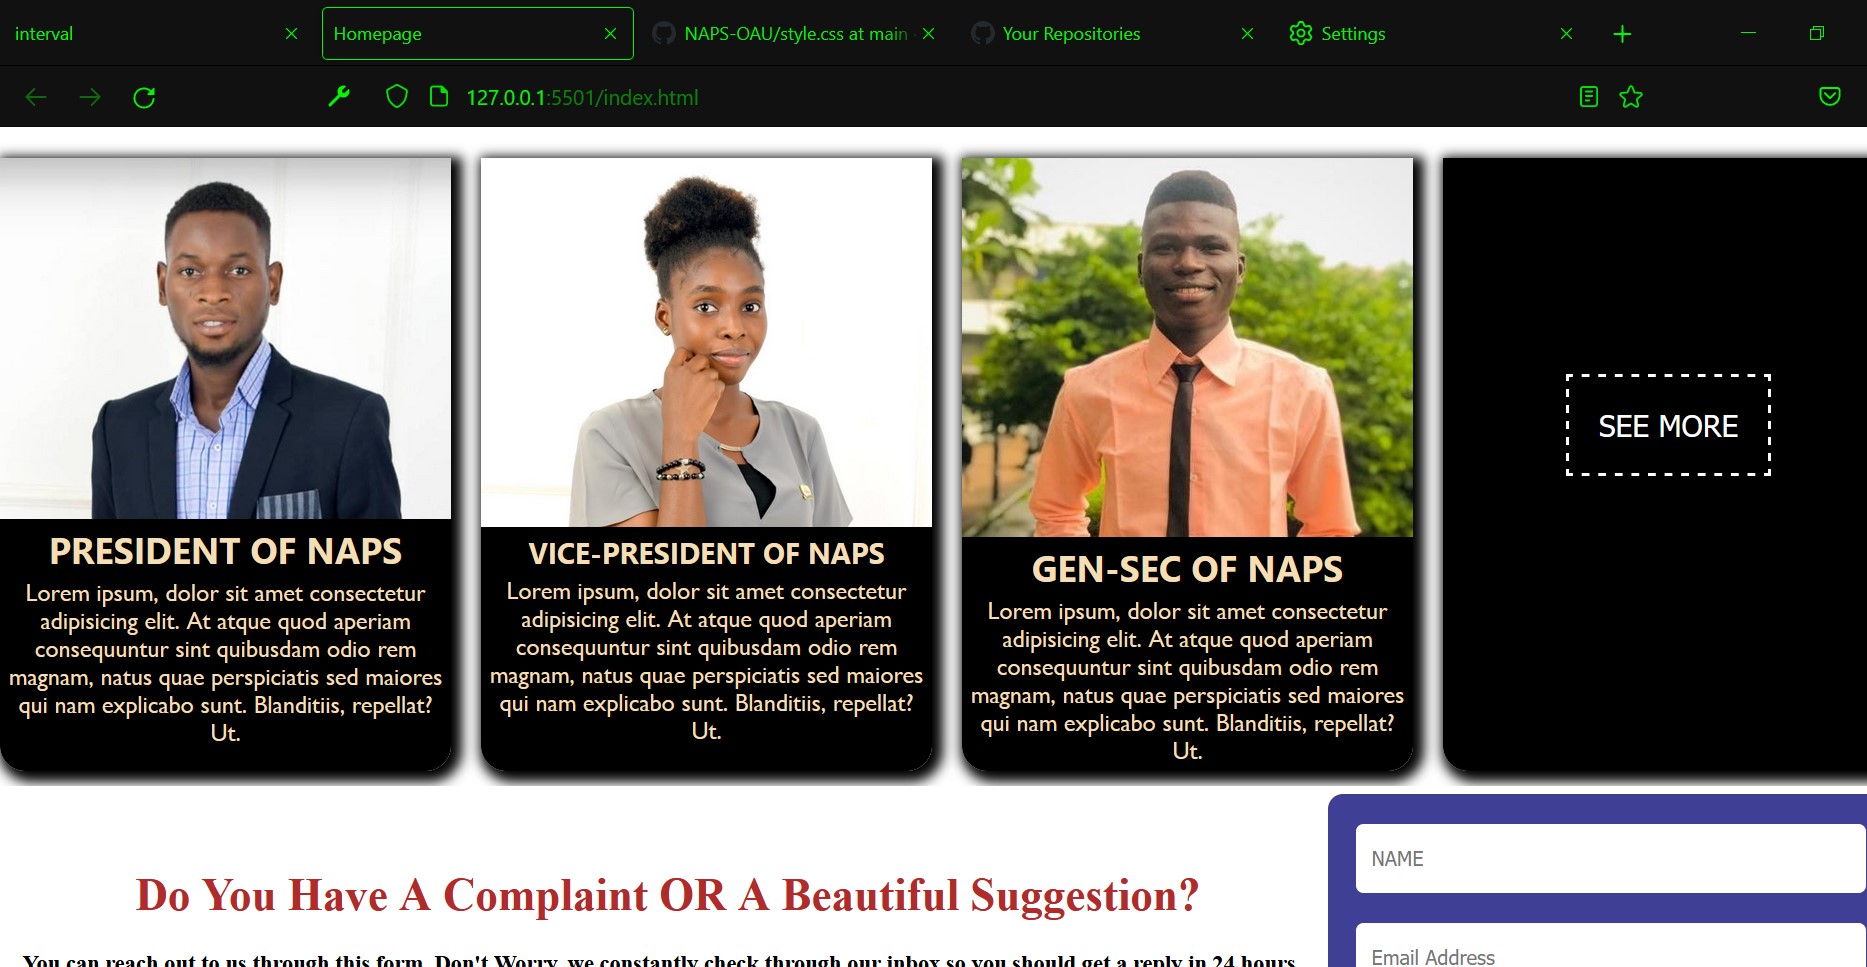 interval
Homepage
NAPS-OAU/style.css at main
Your Repositories
Settings
127.0.0.1:5501/index.html
PRESIDENT OF NAPS
Lorem ipsum, dolor sit amet consectetur
adipisicing elit. At atque quod aperiam
consequuntur sint quibusdam odio rem
magnam, natus quae perspiciatis sed maiores
qui nam explicabo sunt. Blanditiis, repellat?
Ut.
VICE-PRESIDENT OF NAPS
Lorem ipsum, dolor sit amet consectetur
adipisicing elit. At atque quod aperiam
consequuntur sint quibusdam odio rem
magnam, natus quae perspiciatis sed maiores
qui nam explicabo sunt. Blanditiis, repellat?
Ut.
GEN-SEC OF NAPS
Lorem ipsum, dolor sit amet consectetur
adipisicing elit. At atque quod aperiam
consequuntur sint quibusdam odio rem
magnam, natus quae perspiciatis sed maiores
qui nam explicabo sunt. Blanditiis, repellat?
Ut.
SEE MORE
Do You Have A Complaint OR A Beautiful Suggestion?
You can reach out to us through this form. Don't Worry, we constantly check through our inbox so you should get a reply in 24 hours
NAME
Email Address